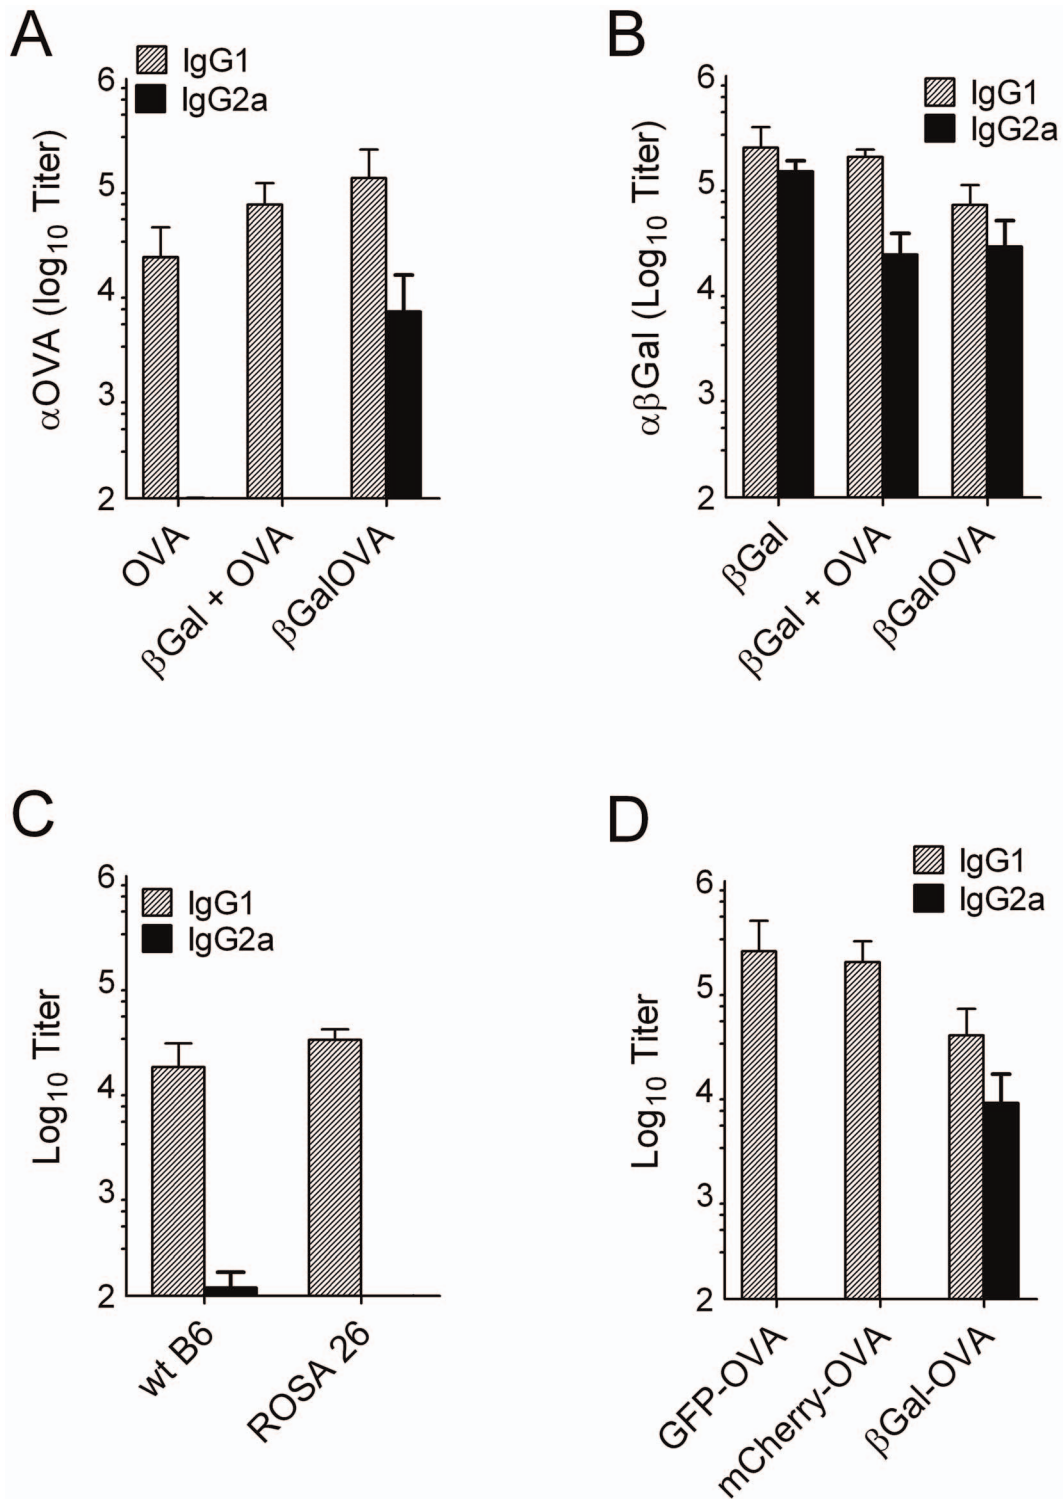 A
IgG1
IgG2a
αOVA (log10 Titer)
6
5
4
3
2
OVA
βGal + OVA
βGalOVA
B
IgG1
IgG2a
αβGal (Log10 Titer)
6
5
4
3
2
βGal
βGal + OVA
βGalOVA
C
IgG1
IgG2a
Log10 Titer
6
5
4
3
2
wt B6
ROSA 26
D
IgG1
IgG2a
Log10 Titer
6
5
4
3
2
GFP-OVA
mCherry-OVA
βGal-OVA